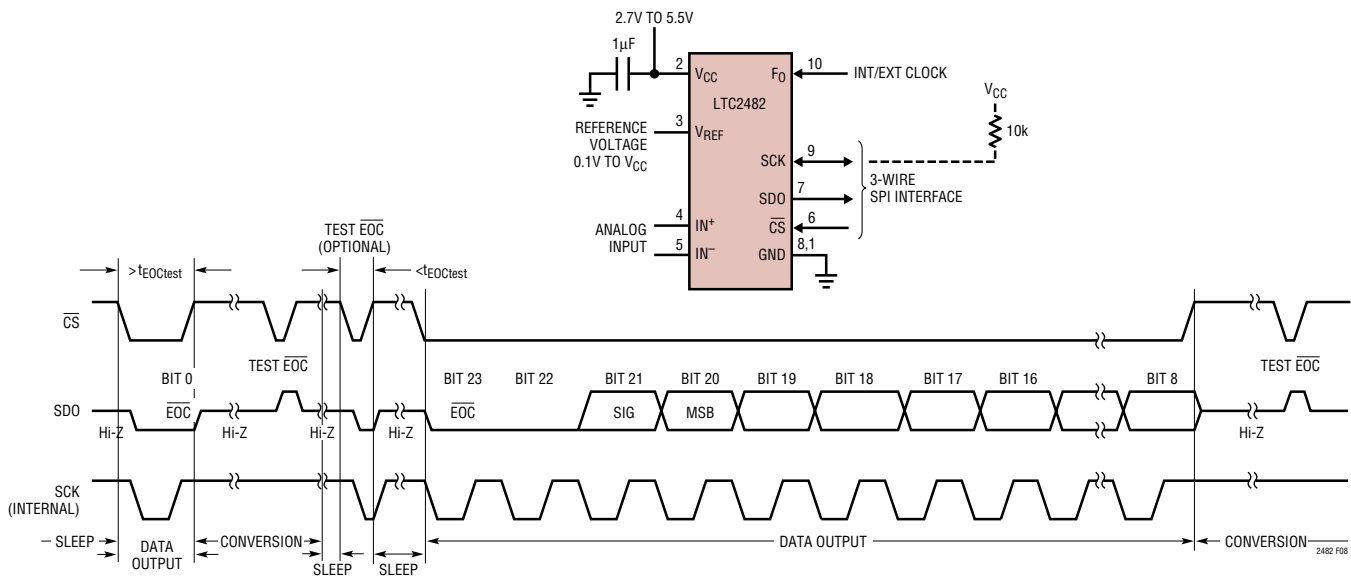 2.7V TO 5.5V
1µF
2
VCC
FO
10
INT/EXT CLOCK
LTC2482
VCC
10k
REFERENCE
VOLTAGE
0.1V TO VCC
3
VREF
SCK
9
SDO
7
3-WIRE
SPI INTERFACE
ANALOG
INPUT
4
IN+
CS
6
5
IN–
GND
8,1
TEST EOC
(OPTIONAL)
>tEOCtest
<tEOCtest
CS
TEST EOC
TEST EOC
BIT 0
BIT 23
BIT 22
BIT 21
BIT 20
BIT 19
BIT 18
BIT 17
BIT 16
BIT 8
SDO
EOC
EOC
SIG
MSB
Hi-Z
Hi-Z
Hi-Z
Hi-Z
Hi-Z
SCK
(INTERNAL)
SLEEP
DATA
OUTPUT
CONVERSION
SLEEP
SLEEP
DATA OUTPUT
CONVERSION
2482 F08